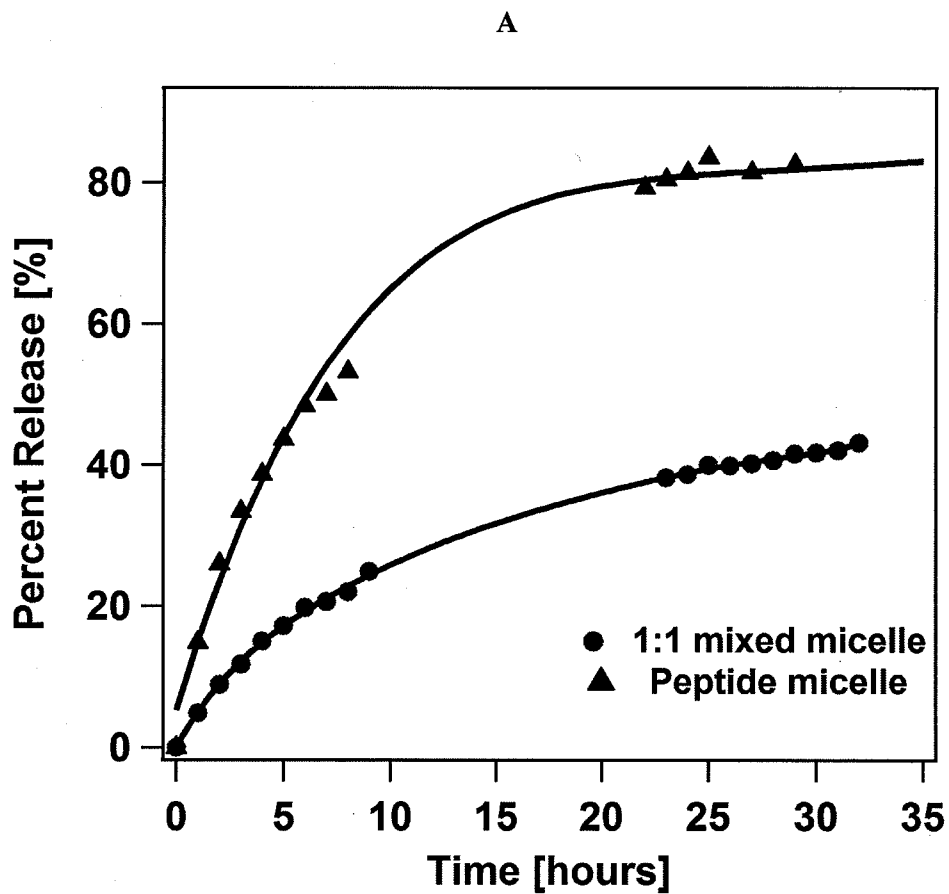 A
Percent Release [%]
80
60
40
20
0
1:1 mixed micelle
Peptide micelle
0 5 10 15 20 25 30 35
Time [hours]